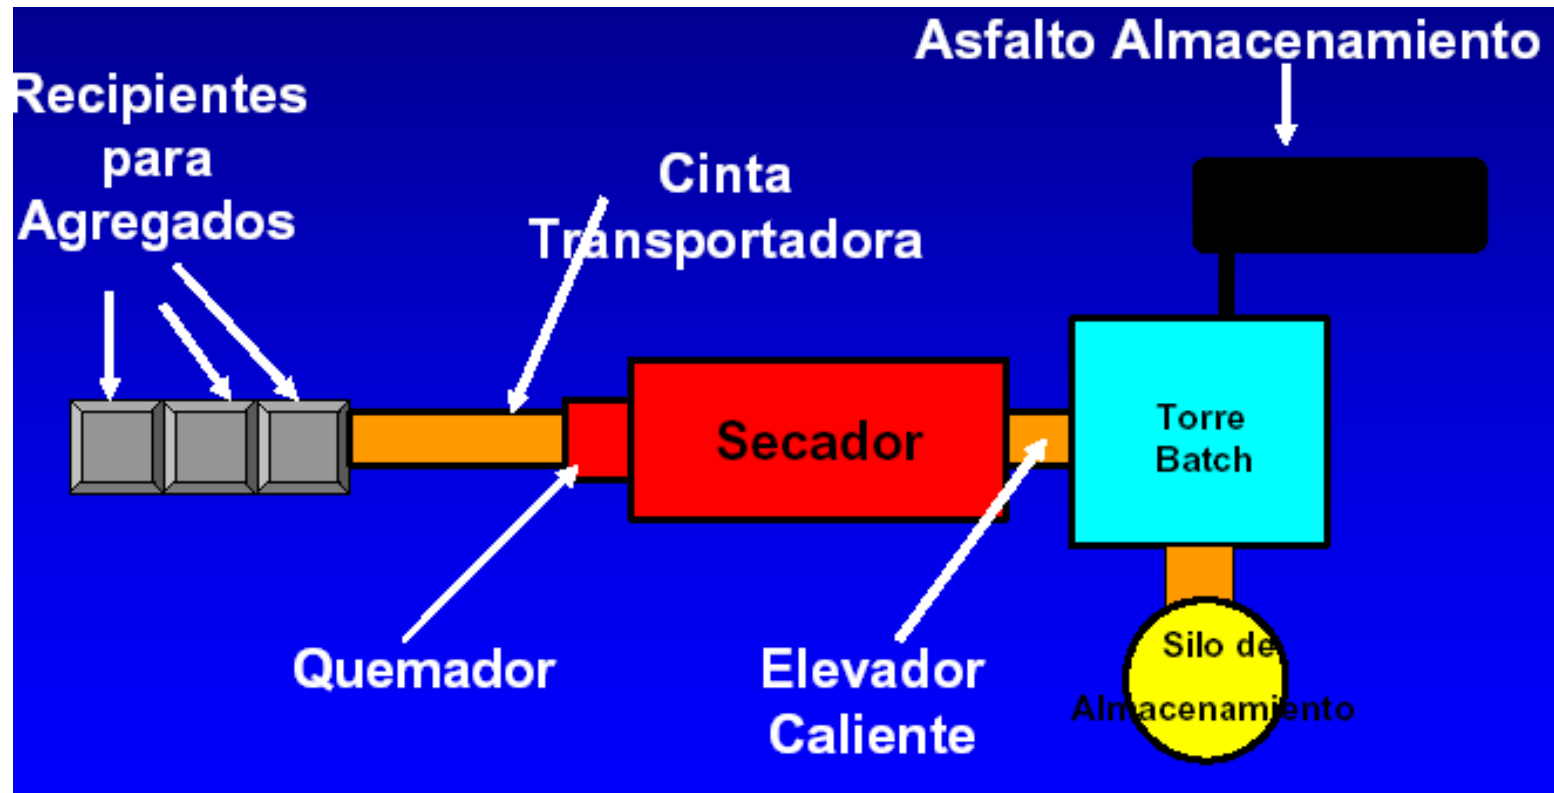 Asfalto Almacenamiento
Recipientes
para
Agregados
Cinta
Transportadora
Secador
Torre
Batch
Quemador
Elevador
Caliente
Silo de
Almacenamiento